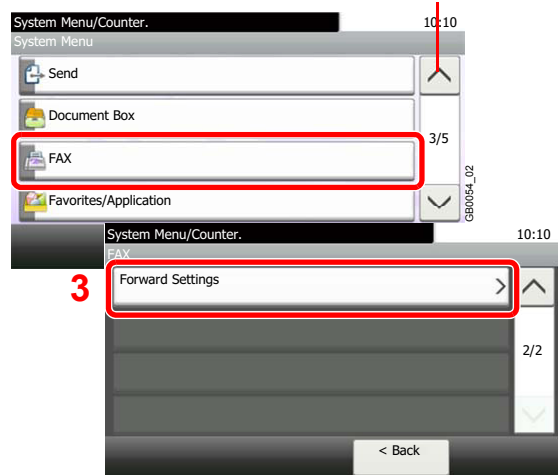 System Menu/Counter. 10:10
System Menu
Send
Document Box
3/5
FAX
Favorites/Application
GB0054_02
System Menu/Counter. 10:10
FAX
3
Forward Settings
2/2
< Back